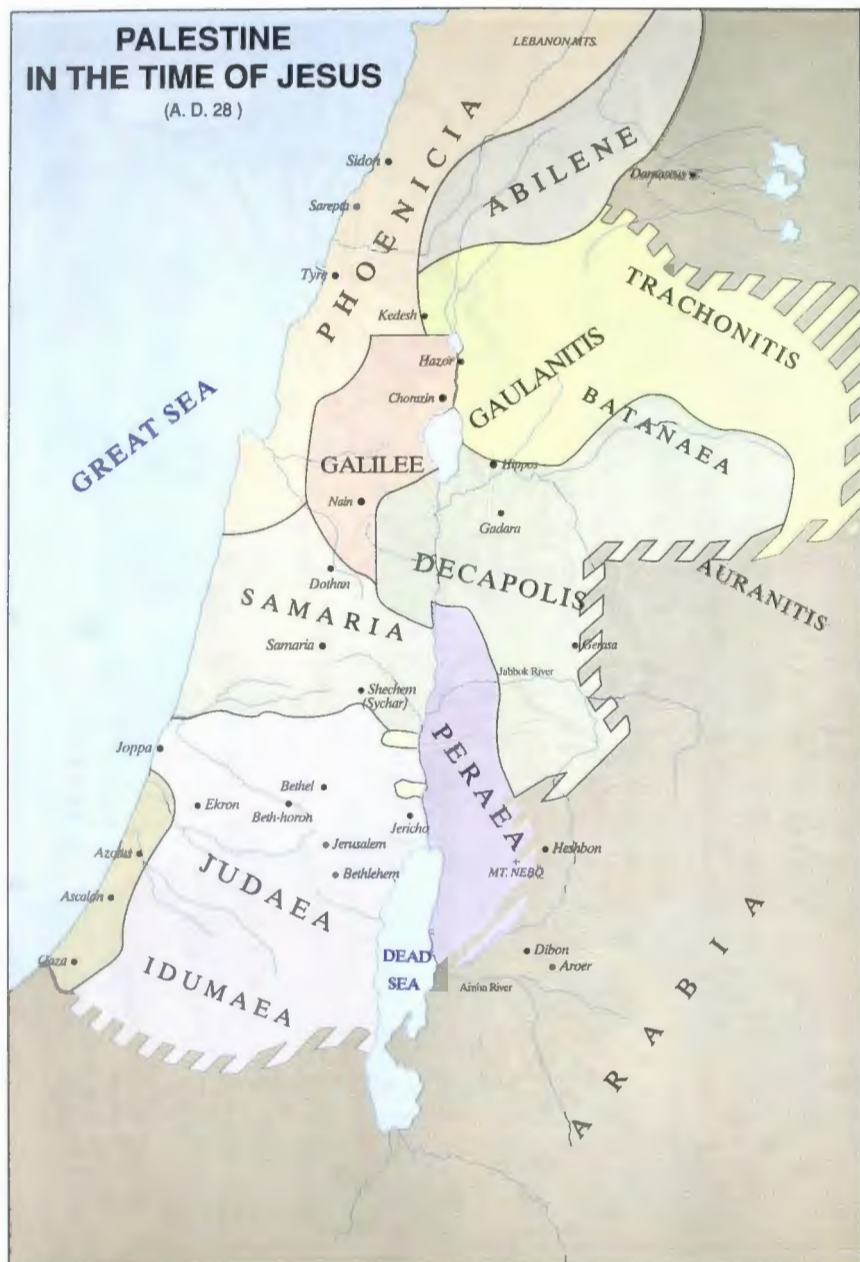 PALESTINE
IN THE TIME OF JESUS
(A. D. 28 )
LEBANON MTS.
PHOENICIA
ABILENE
Sidon
Damascus
Sarepta
Tyre
TRACHONITIS
Kedesh
Hazor
GAULANITIS
Chorazin
BATANAEA
GREAT SEA
GALILEE
Hippos
Nain
Gadara
DECAPOLIS
Dothan
AURANITIS
SAMARIA
Samaria
Gerasa
Jabbok River
Shechem
(Sychar)
Joppa
PERAEA
Bethel
Ekron
Beth-horon
Jericho
Jerusalem
Heshbon
Azotus
JUDAEA
Bethlehem
MT. NEBO
Ascalon
ARABIA
Dibon
DEAD
SEA
Gaza
Aroer
IDUMAEA
River